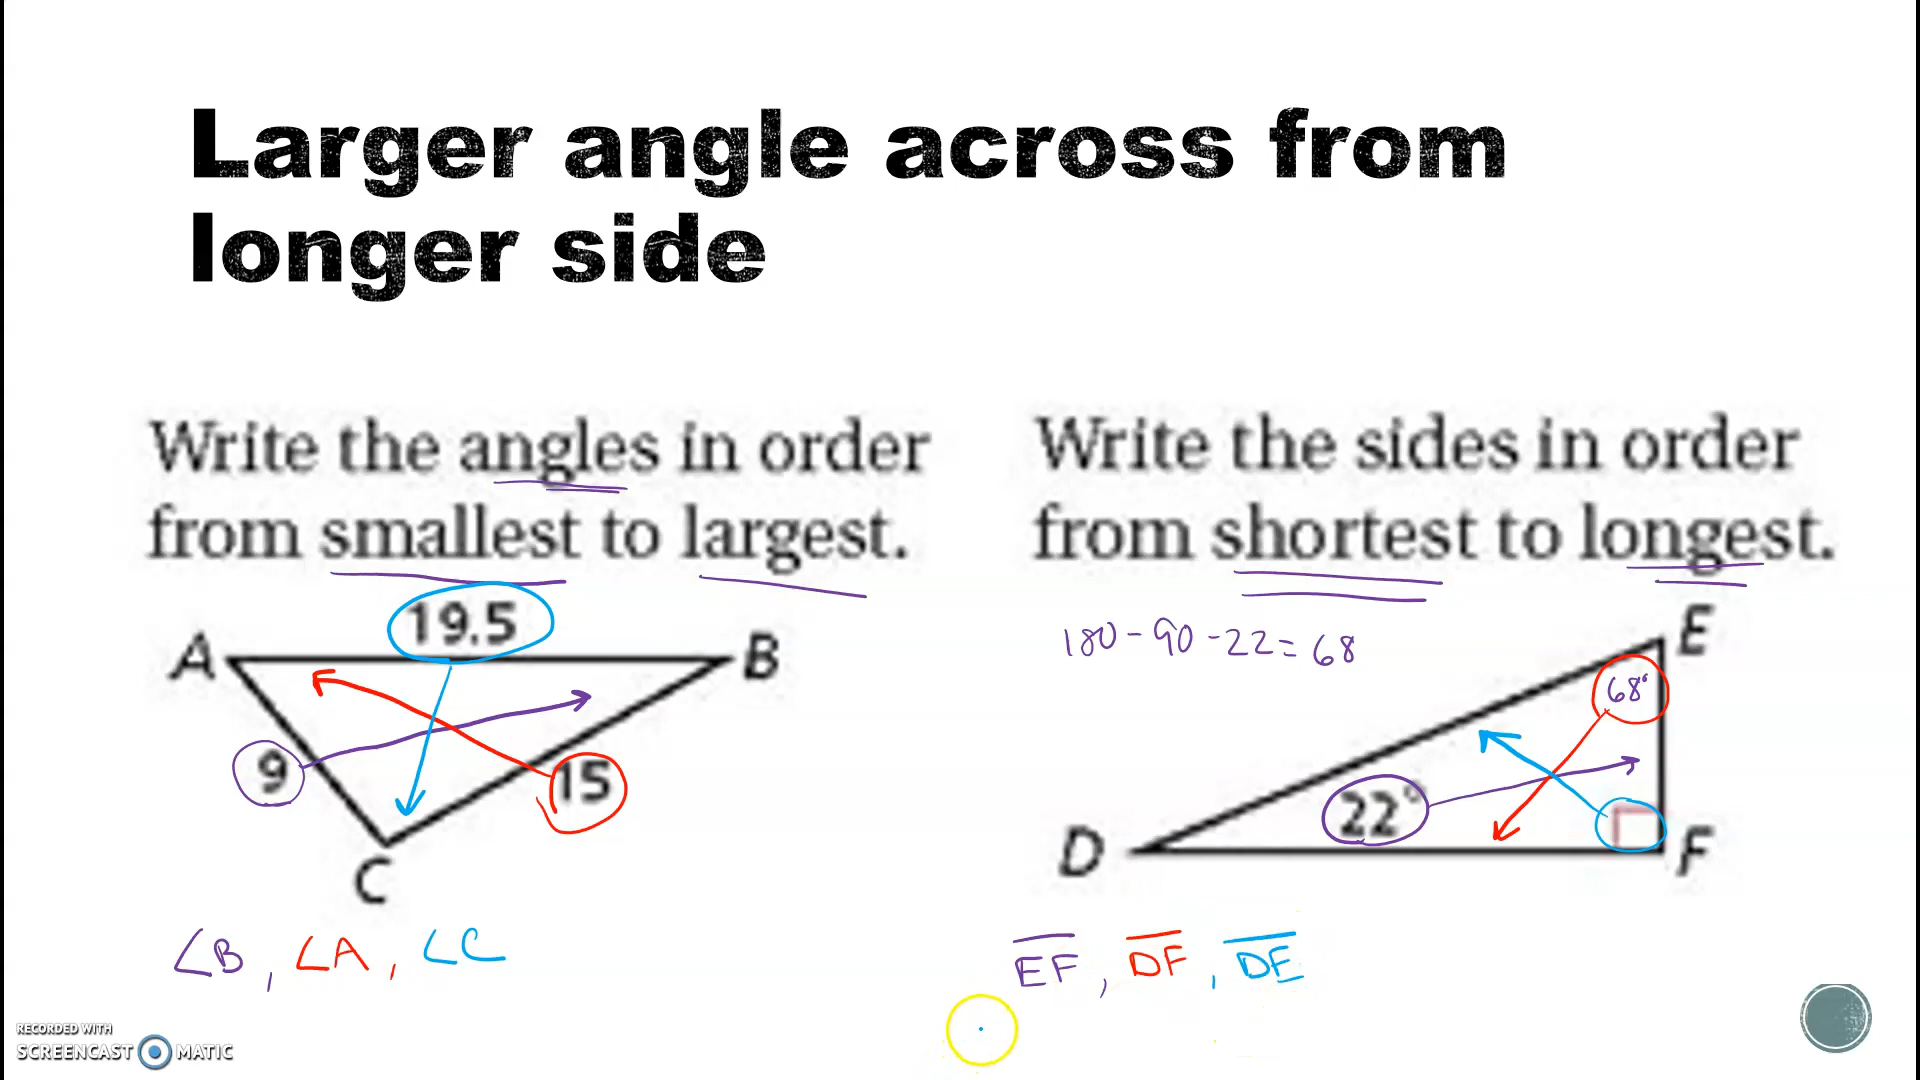 Larger angle across from
longer side
Write the angles in order
from smallest to largest.
19.5
A
B
9
15
C
∠B, ∠A, ∠C
Write the sides in order
from shortest to longest.
180-90-22=68
E
68°
22°
D
F
EF, DF, DE
RECORDED WITH
SCREENCAST MATIC